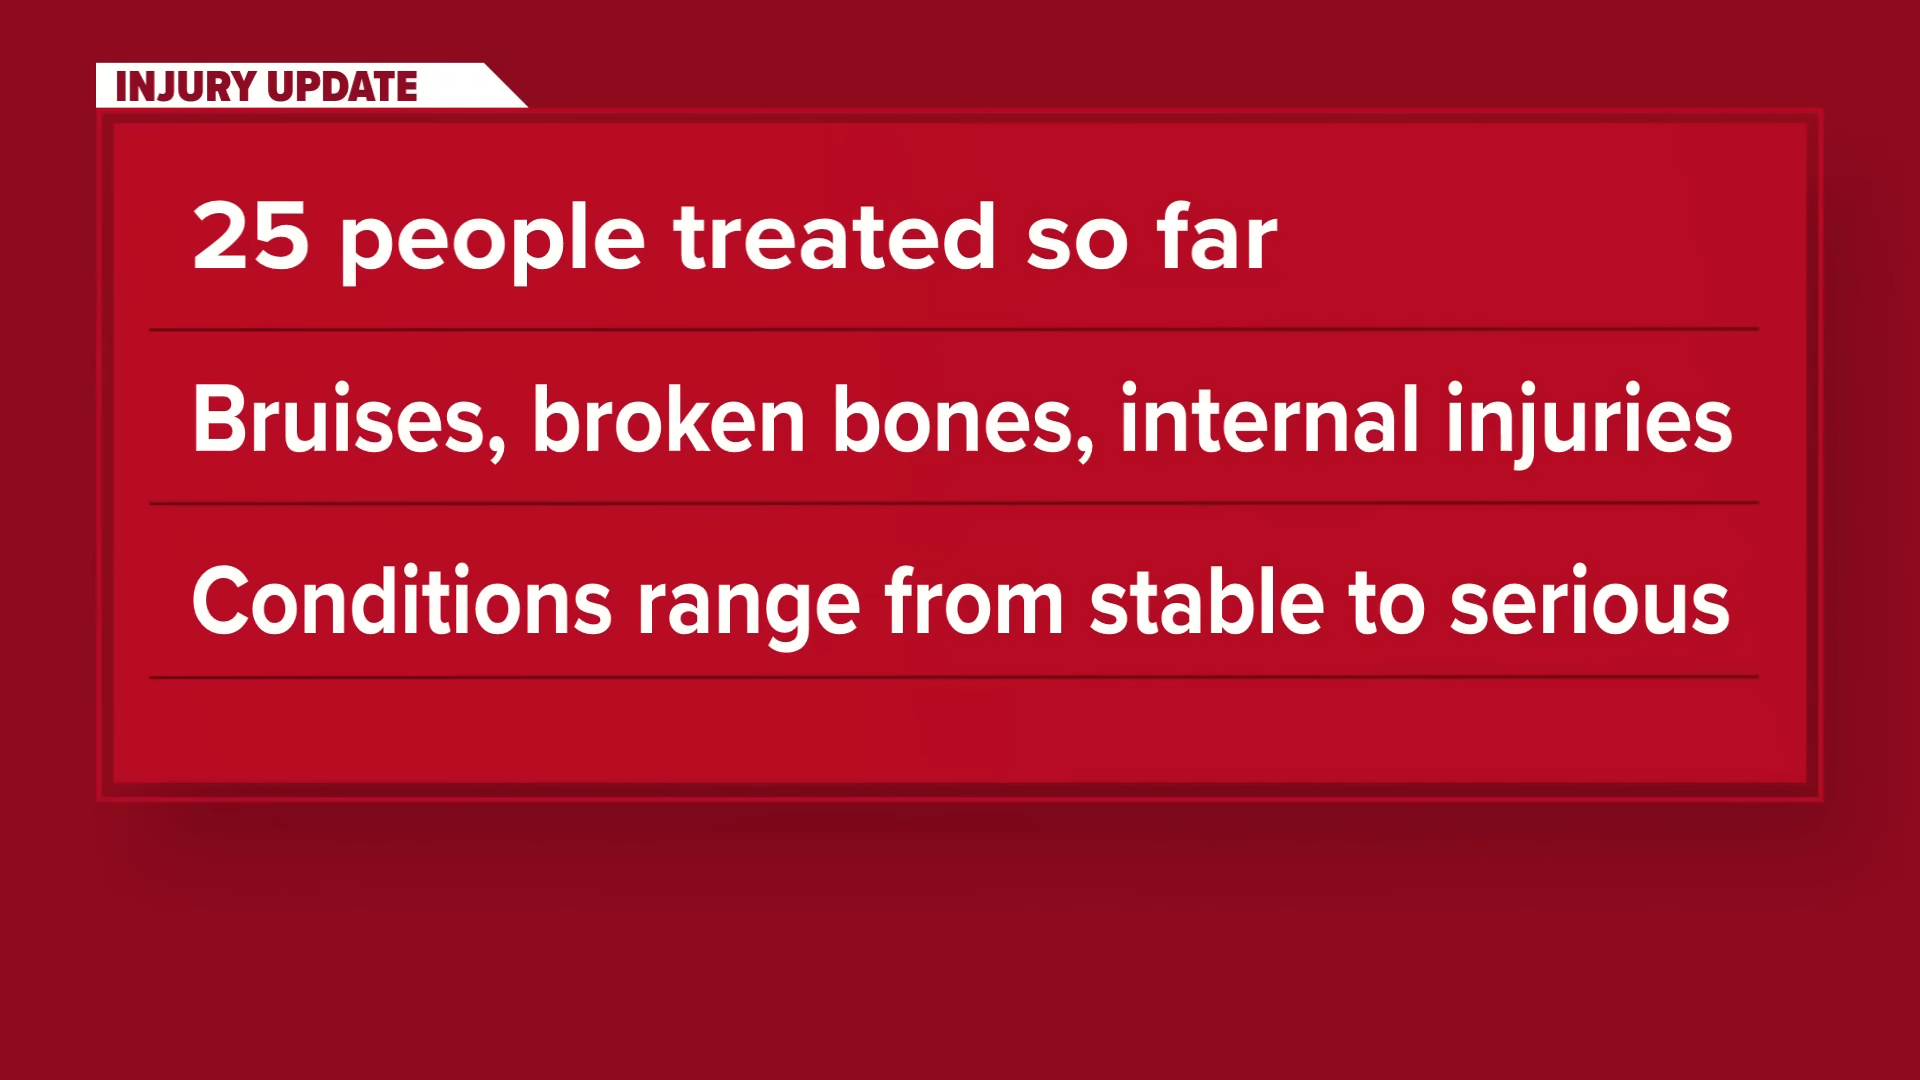 INJURY UPDATE
25 people treated so far
Bruises, broken bones, internal injuries
Conditions range from stable to serious